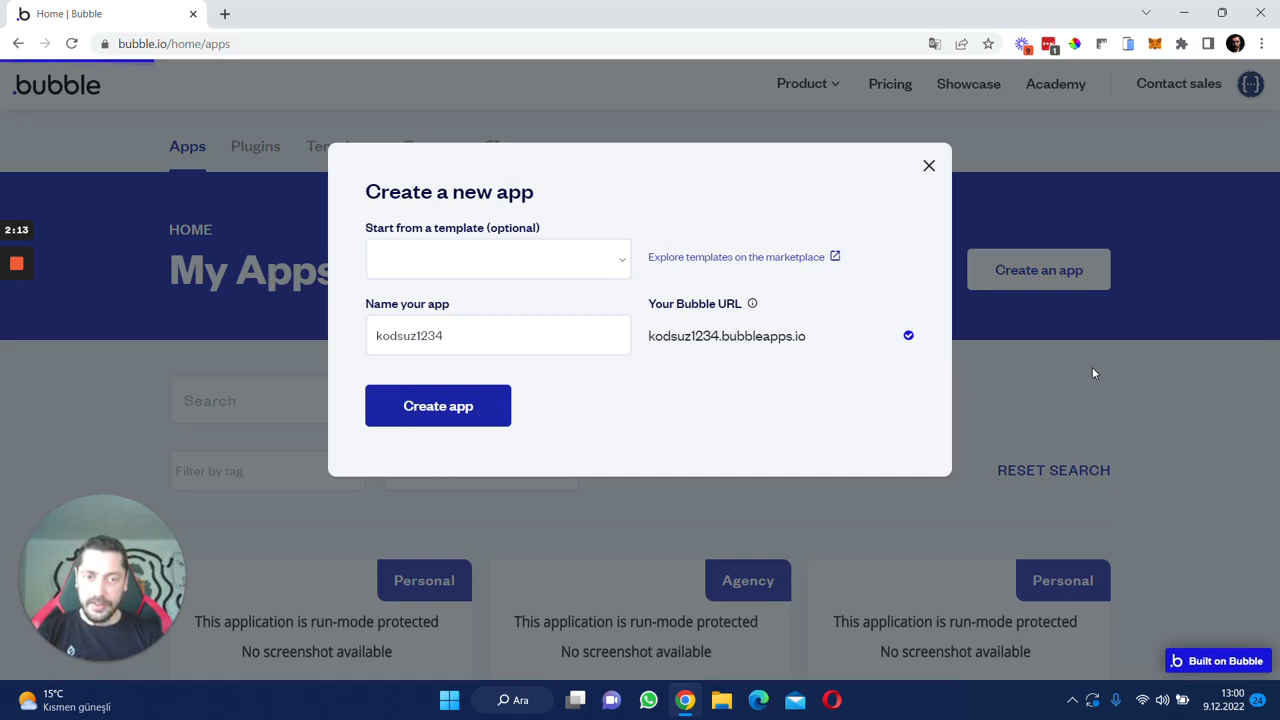 Home | Bubble
bubble.io/home/apps
9
1
.bubble
Product
Pricing
Showcase
Academy
Contact sales
Apps
Plugins
HOME
My Apps
Create an app
2:13
Create a new app
Start from a template (optional)
Explore templates on the marketplace
Name your app
Your Bubble URL
kodsuz1234
kodsuz1234.bubbleapps.io
Create app
Search
Filter by tag
RESET SEARCH
Personal
Agency
Personal
This application is run-mode protected
No screenshot available
This application is run-mode protected
No screenshot available
This application is run-mode protected
No screenshot available
Built on Bubble
15°C
Kısmen güneşli
Ara
13:00
9.12.2022
24